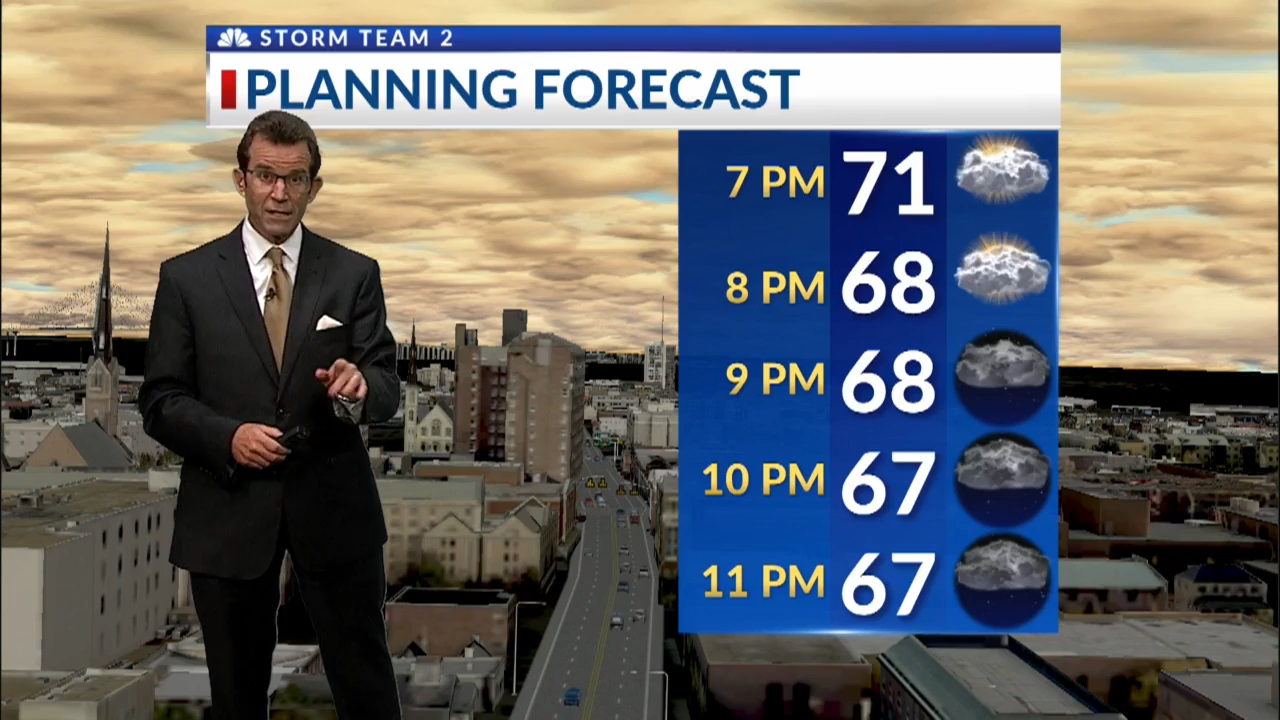 STORM TEAM 2
PLANNING FORECAST
7 PM 71
8 PM 68
9 PM 68
10 PM 67
11 PM 67